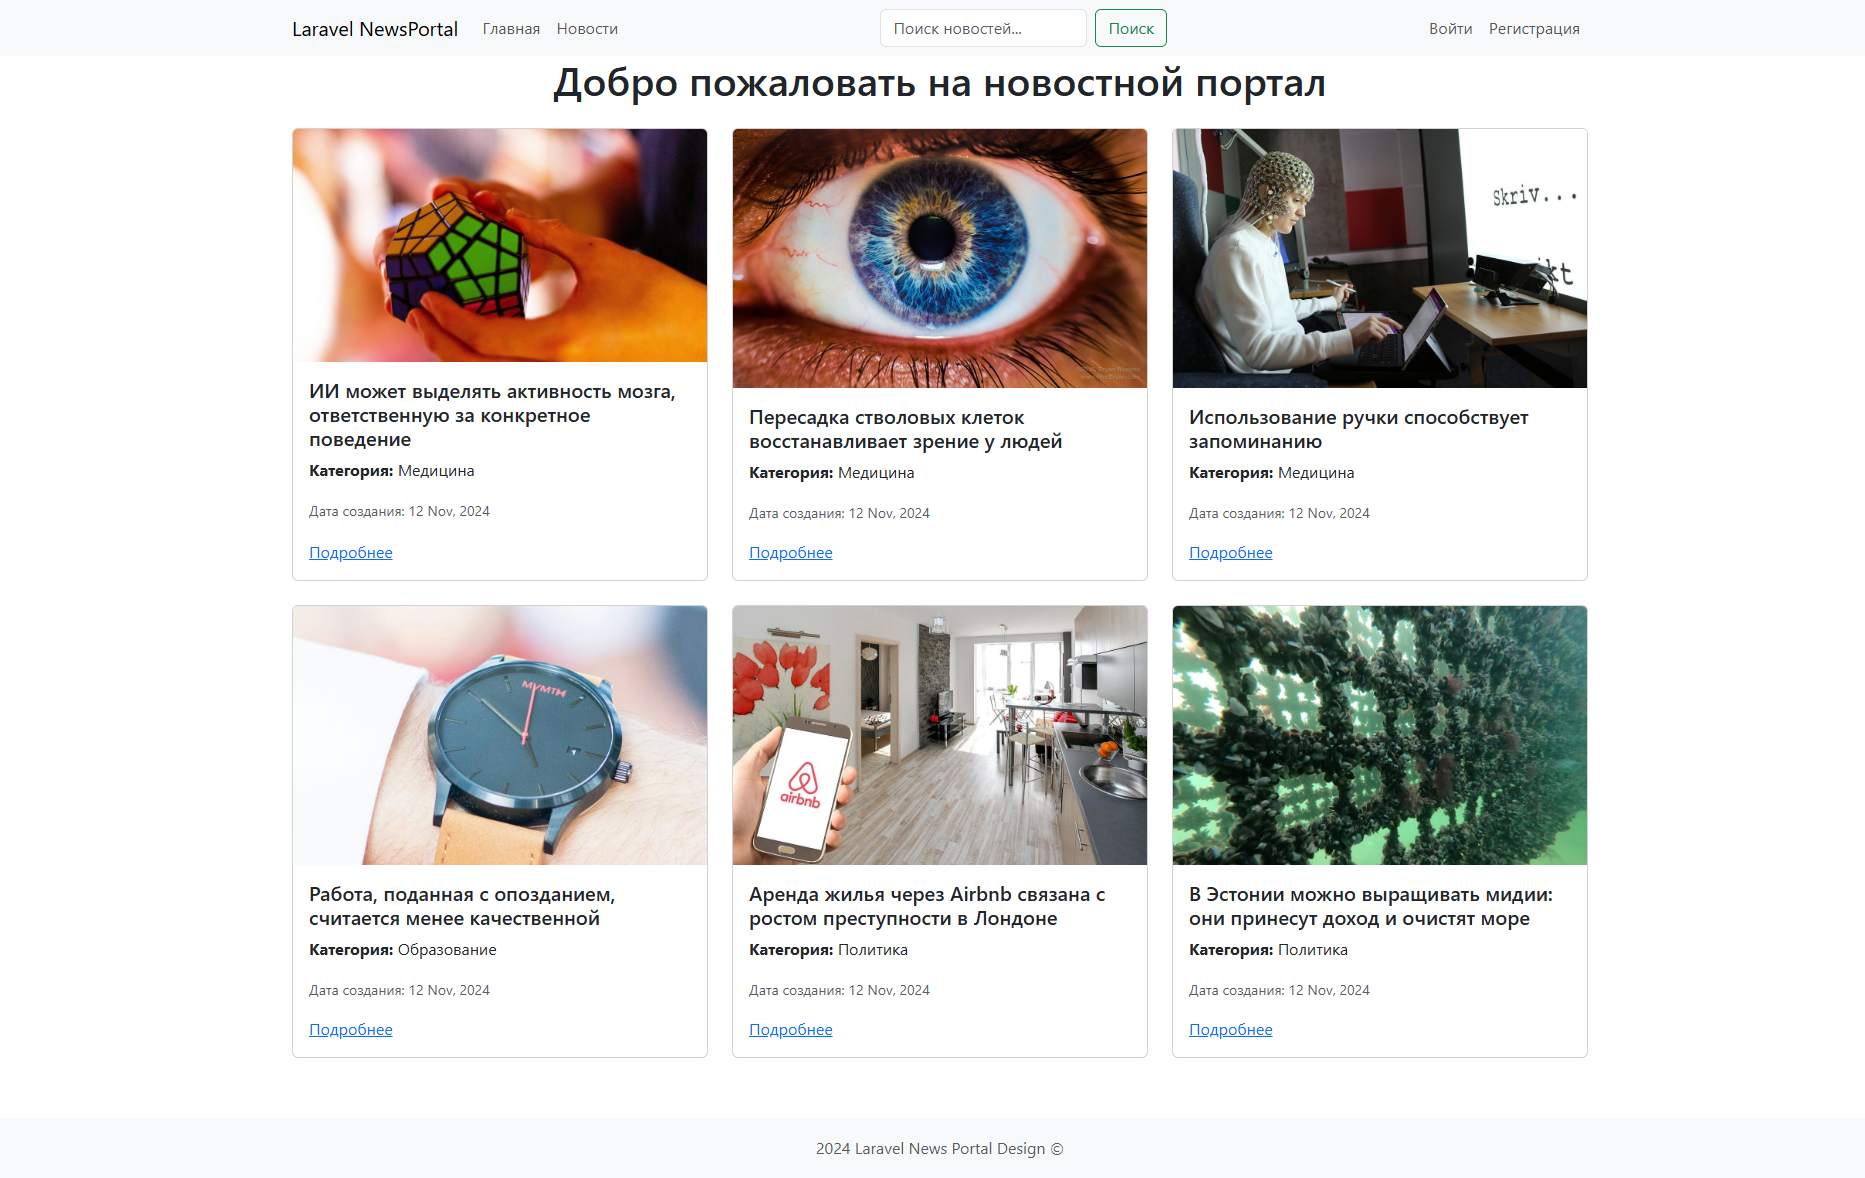 Laravel NewsPortal Главная Новости Поиск новостей... Поиск Войти Регистрация
Добро пожаловать на новостной портал
skriv...
kt
ИИ может выделять активность мозга,
ответственную за конкретное
поведение
Категория: Медицина
Дата создания: 12 Nov, 2024
Подробнее
Пересадка стволовых клеток
восстанавливает зрение у людей
Категория: Медицина
Дата создания: 12 Nov, 2024
Подробнее
Использование ручки способствует
запоминанию
Категория: Медицина
Дата создания: 12 Nov, 2024
Подробнее
MVMTH
airbnb
Работа, поданная с опозданием,
считается менее качественной
Категория: Образование
Дата создания: 12 Nov, 2024
Подробнее
Аренда жилья через Airbnb связана с
ростом преступности в Лондоне
Категория: Политика
Дата создания: 12 Nov, 2024
Подробнее
В Эстонии можно выращивать мидии:
они принесут доход и очистят море
Категория: Политика
Дата создания: 12 Nov, 2024
Подробнее
2024 Laravel News Portal Design ©